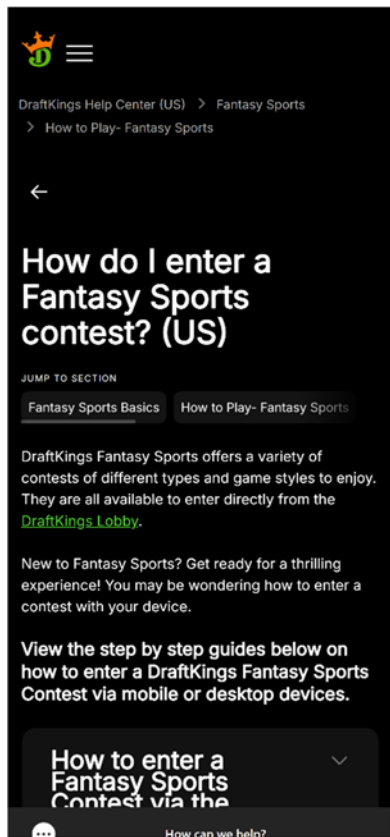 DraftKings Help Center (US) > Fantasy Sports
> How to Play- Fantasy Sports
How do I enter a
Fantasy Sports
contest? (US)
JUMP TO SECTION
Fantasy Sports Basics How to Play- Fantasy Sports
DraftKings Fantasy Sports offers a variety of
contests of different types and game styles to enjoy.
They are all available to enter directly from the
DraftKings Lobby.
New to Fantasy Sports? Get ready for a thrilling
experience! You may be wondering how to enter a
contest with your device.
View the step by step guides below on
how to enter a DraftKings Fantasy Sports
Contest via mobile or desktop devices.
How to enter a
Fantasy Sports
Contest via the
How can we help?